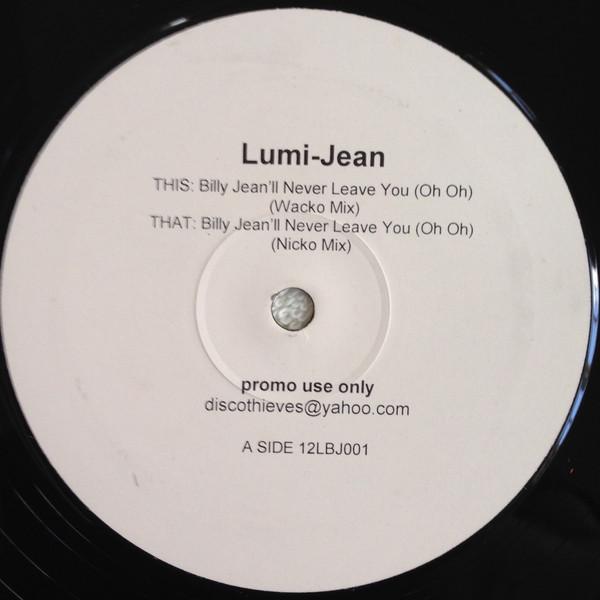 Lumi-Jean
THIS: Billy Jean'll Never Leave You (Oh Oh)
(Wacko Mix)
THAT: Billy Jean'll Never Leave You (Oh Oh)
(Nicko Mix)
promo use only
discothieves@yahoo.com
A SIDE 12LBJ001